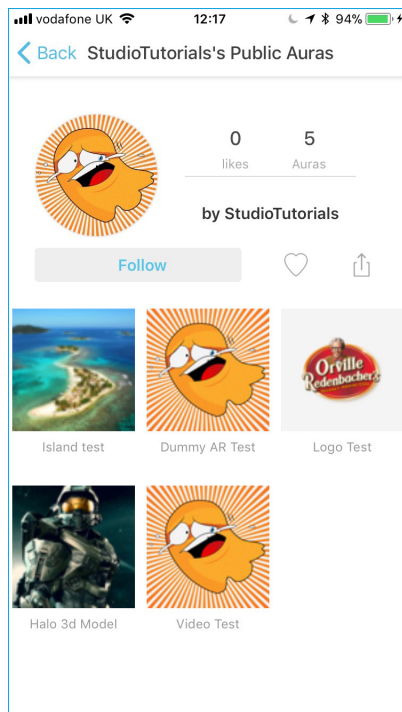 vodafone UK 12:17 94%
Back StudioTutorials's Public Auras
0 5
likes Auras
by StudioTutorials
Follow
Orville
Redenbacher's
Island test Dummy AR Test Logo Test
Halo 3d Model Video Test